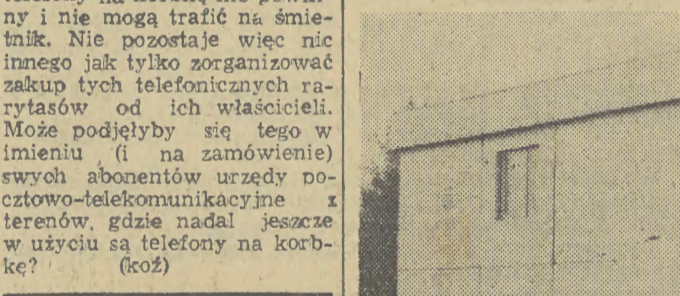 telefony na korbkę nie powin-
ny i nie mogą trafić na śmie-
tnik. Nie pozostaje więc nic
innego jak tylko zorganizować
zakup tych telefonicznych ra-
rytasów od ich właścicieli.
Może podjęłyby się tego w
imieniu (i na zamówienie)
swych abonentów urzędy po-
cztowo-telekomunikacyjne z
terenów, gdzie nadal jeszcze
w użyciu są telefony na korb-
kę? (koź)